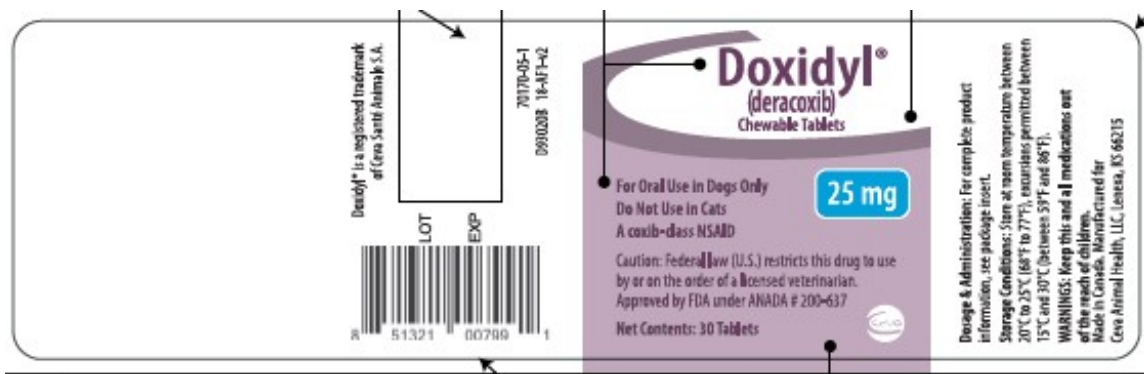 Doxidyl® is a registered trademark
of Ceva Santé Animale S.A.
LOT
EXP
70170-05-1
D93020B 18-AF1-v2
8 51321 00799 1
Doxidyl®
(deracoxib)
Chewable Tablets
25 mg
For Oral Use in Dogs Only
Do Not Use in Cats
A coxib-class NSAID
Caution: Federal law (U.S.) restricts this drug to use
by or on the order of a licensed veterinarian.
Approved by FDA under ANADA # 200-637
Net Contents: 30 Tablets
Ceva
Dosage & Administration: For complete product
information, see package insert.
Storage Conditions: Store at room temperature between
20°C to 25°C (68°F to 77°F), excursions permitted between
15°C and 30°C (between 59°F and 86°F).
WARNINGS: Keep this and all medications out
of the reach of children.
Made in Canada. Manufactured for
Ceva Animal Health, LLC, Lenexa, KS 66215